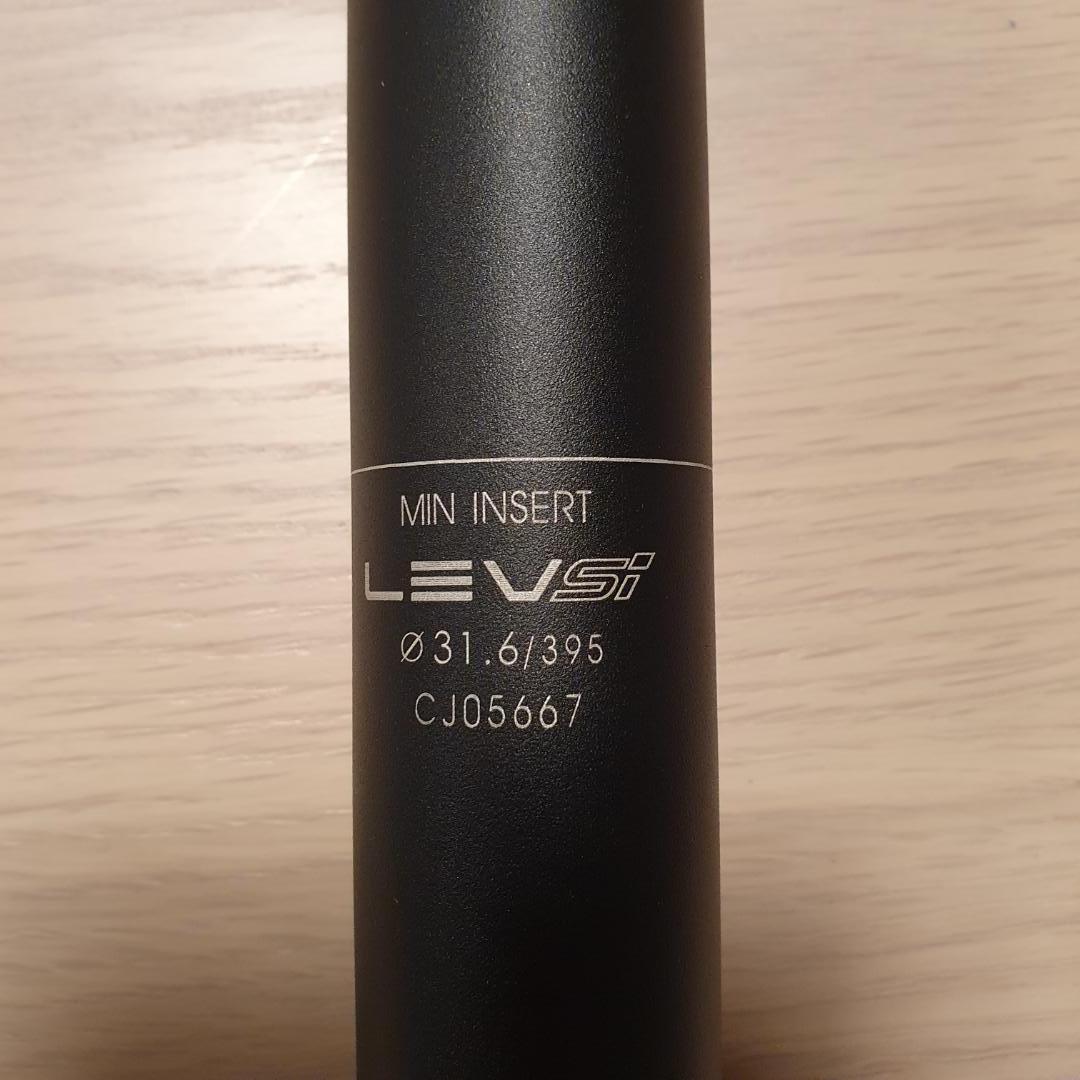 MIN INSERT
LEVSi
Ø31.6/395
CJ05667